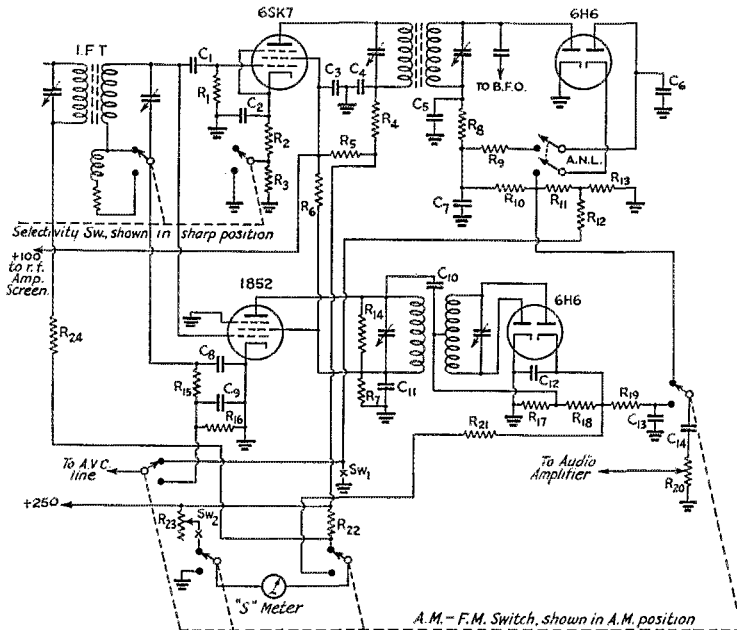 6SK7
6H6
I.F.T
C1
C3
C4
R1
C2
R2
R3
R4
R5
R6
TO B.F.O.
C5
R8
R9
A.N.L.
C6
C7
R10
R11
R13
R12
Selectivity Sw., shown in sharp position
+100
to r.f.
Amp.
Screen.
1852
6H6
C10
R24
R14
C8
R15
C9
R16
R7
C11
C12
R17
R18
R19
C13
C14
R21
R20
To A.V.C.
line
Sw1
To Audio
Amplifier
+250
R23
Sw2
R22
"S" Meter
A.M.-F.M. Switch, shown in A.M. position